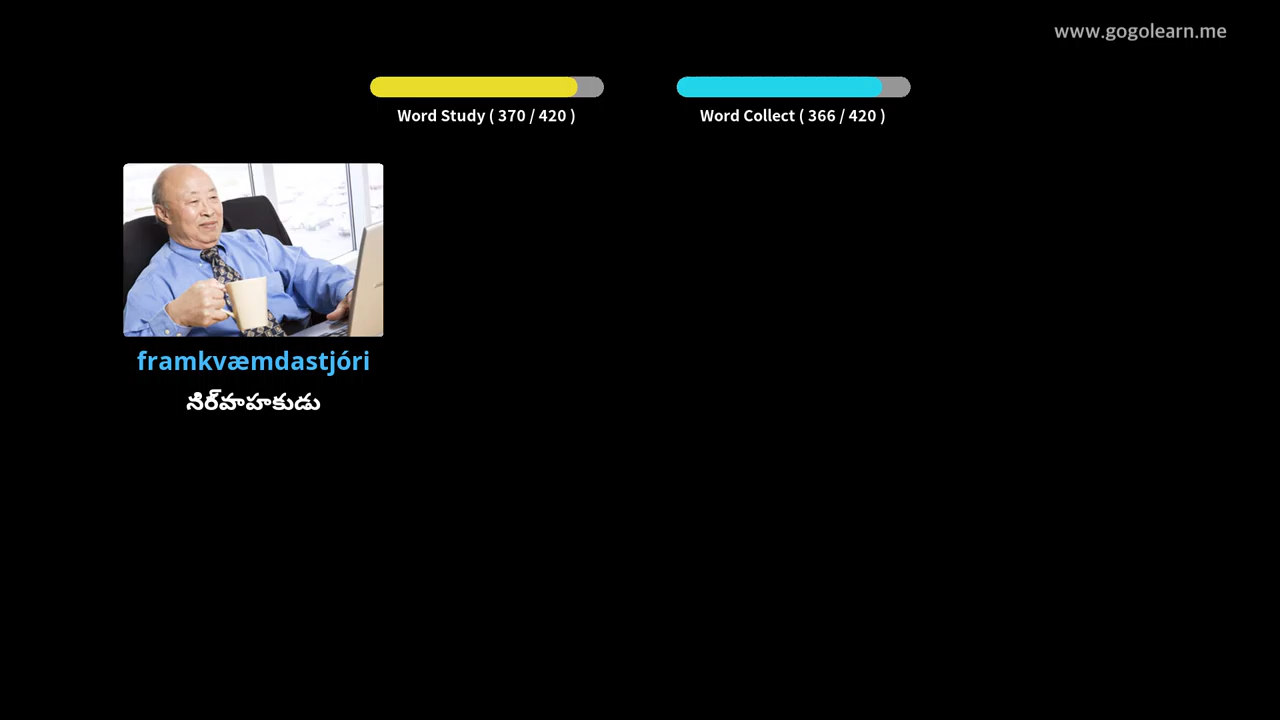 www.gogolearn.me
Word Study ( 370 / 420 )
Word Collect ( 366 / 420 )
framkvæmdastjóri
నిర్‌వాహకుడు